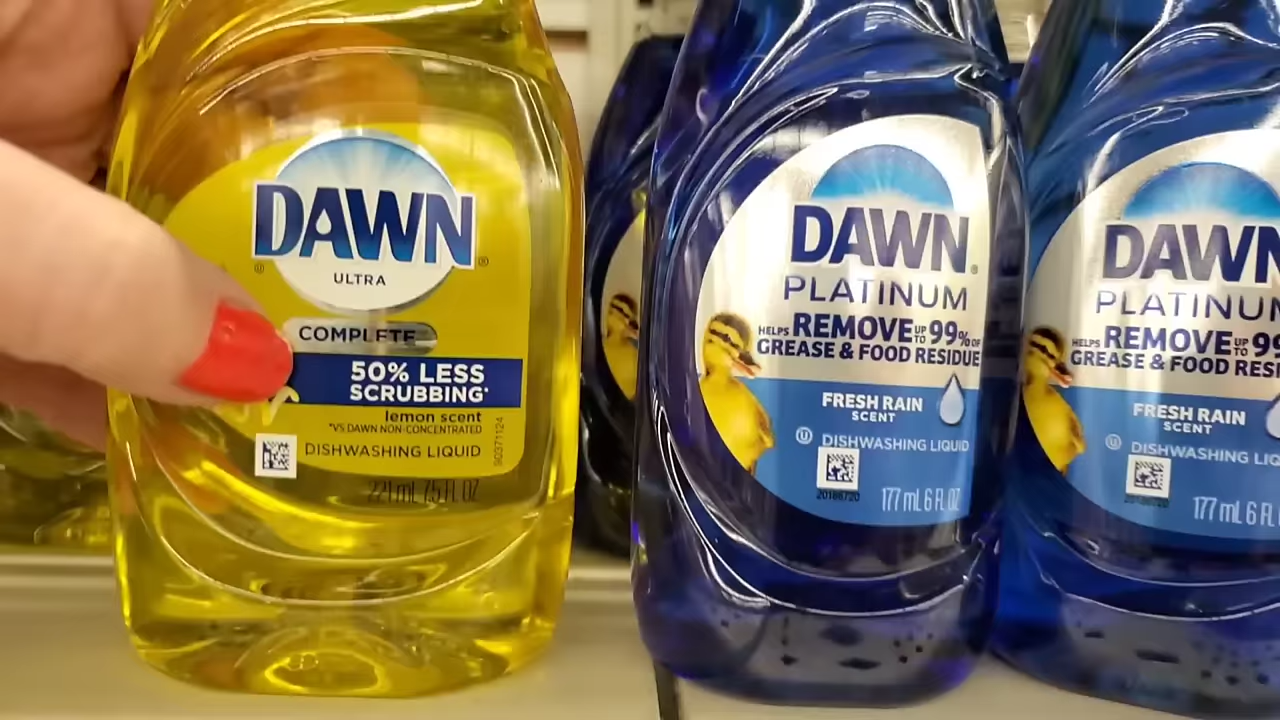 DAWN
ULTRA
COMPLETE
50% LESS
SCRUBBING*
lemon scent
*VS DAWN NON-CONCENTRATED
DISHWASHING LIQUID
90371124
221 mL 7.5 FL OZ
DAWN®
PLATINUM
HELPS REMOVE UP TO 99% OF
GREASE & FOOD RESIDUE
FRESH RAIN
SCENT
DISHWASHING LIQUID
177 mL 6 FL OZ
DAWN
PLATINUM
HELPS REMOVE UP TO 99
GREASE & FOOD RESI
FRESH RAIN
SCENT
DISHWASHING LIQU
177 mL 6 FL